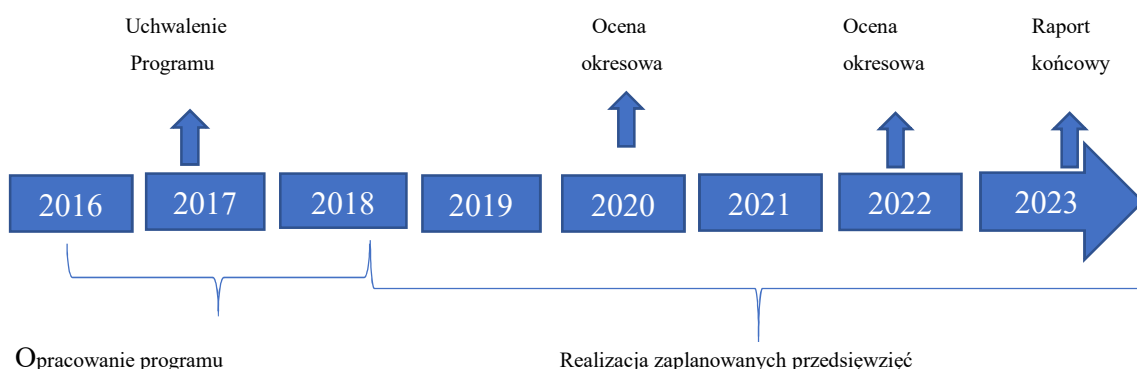 Uchwalenie
Programu
Ocena
okresowa
Ocena
okresowa
Raport
końcowy
2016
2017
2018
2019
2020
2021
2022
2023
Opracowanie programu
Realizacja zaplanowanych przedsięwzięć